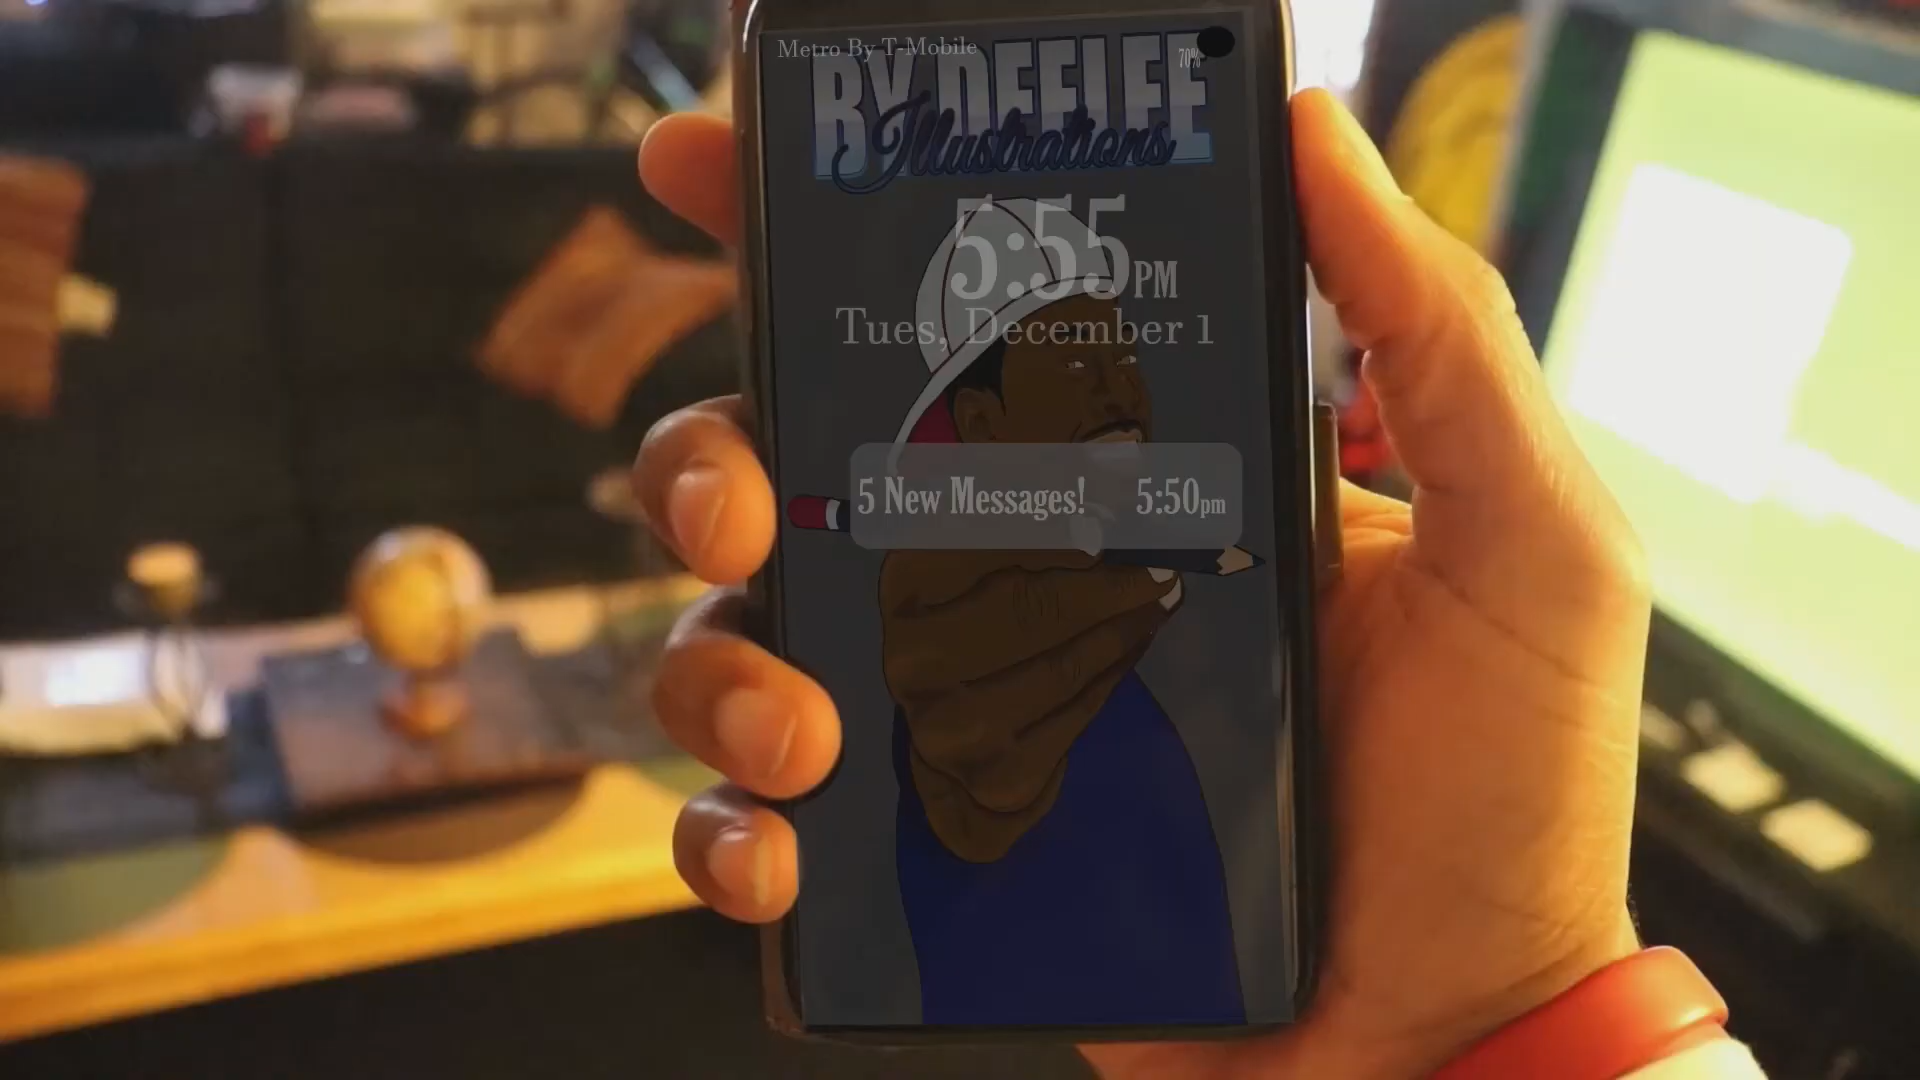 Metro By T-Mobile
70%
BY DEELEE
Illustrations
5:55PM
Tues, December 1
5 New Messages! 5:50pm